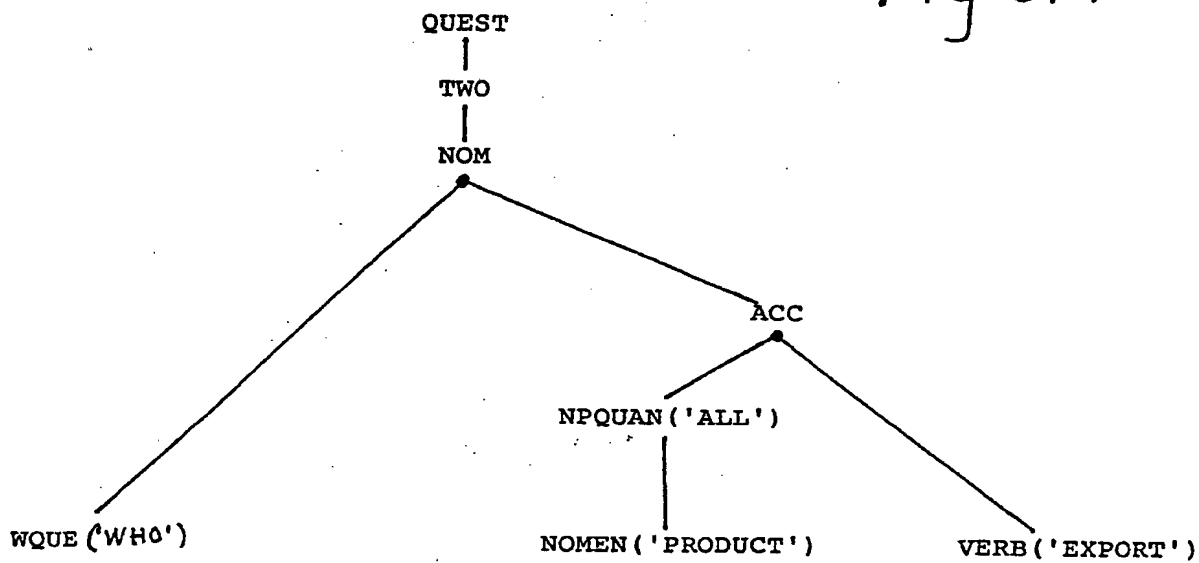 QUEST
TWO
NOM
ACC
NPQUAN('ALL')
WQUE('WHO')
NOMEN('PRODUCT')
VERB('EXPORT')